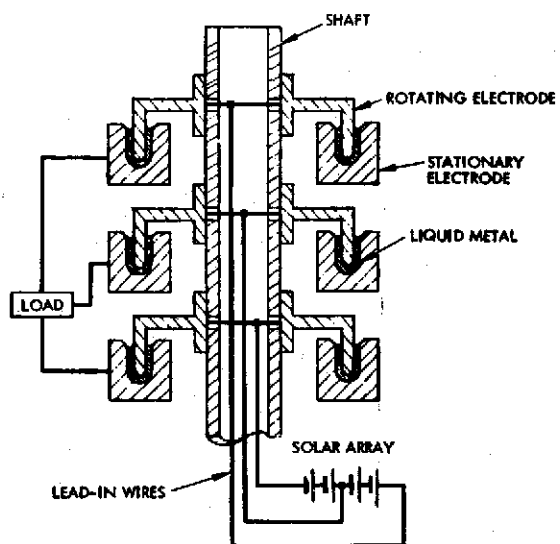 SHAFT
ROTATING ELECTRODE
STATIONARY
ELECTRODE
LIQUID METAL
LOAD
SOLAR ARRAY
LEAD-IN WIRES